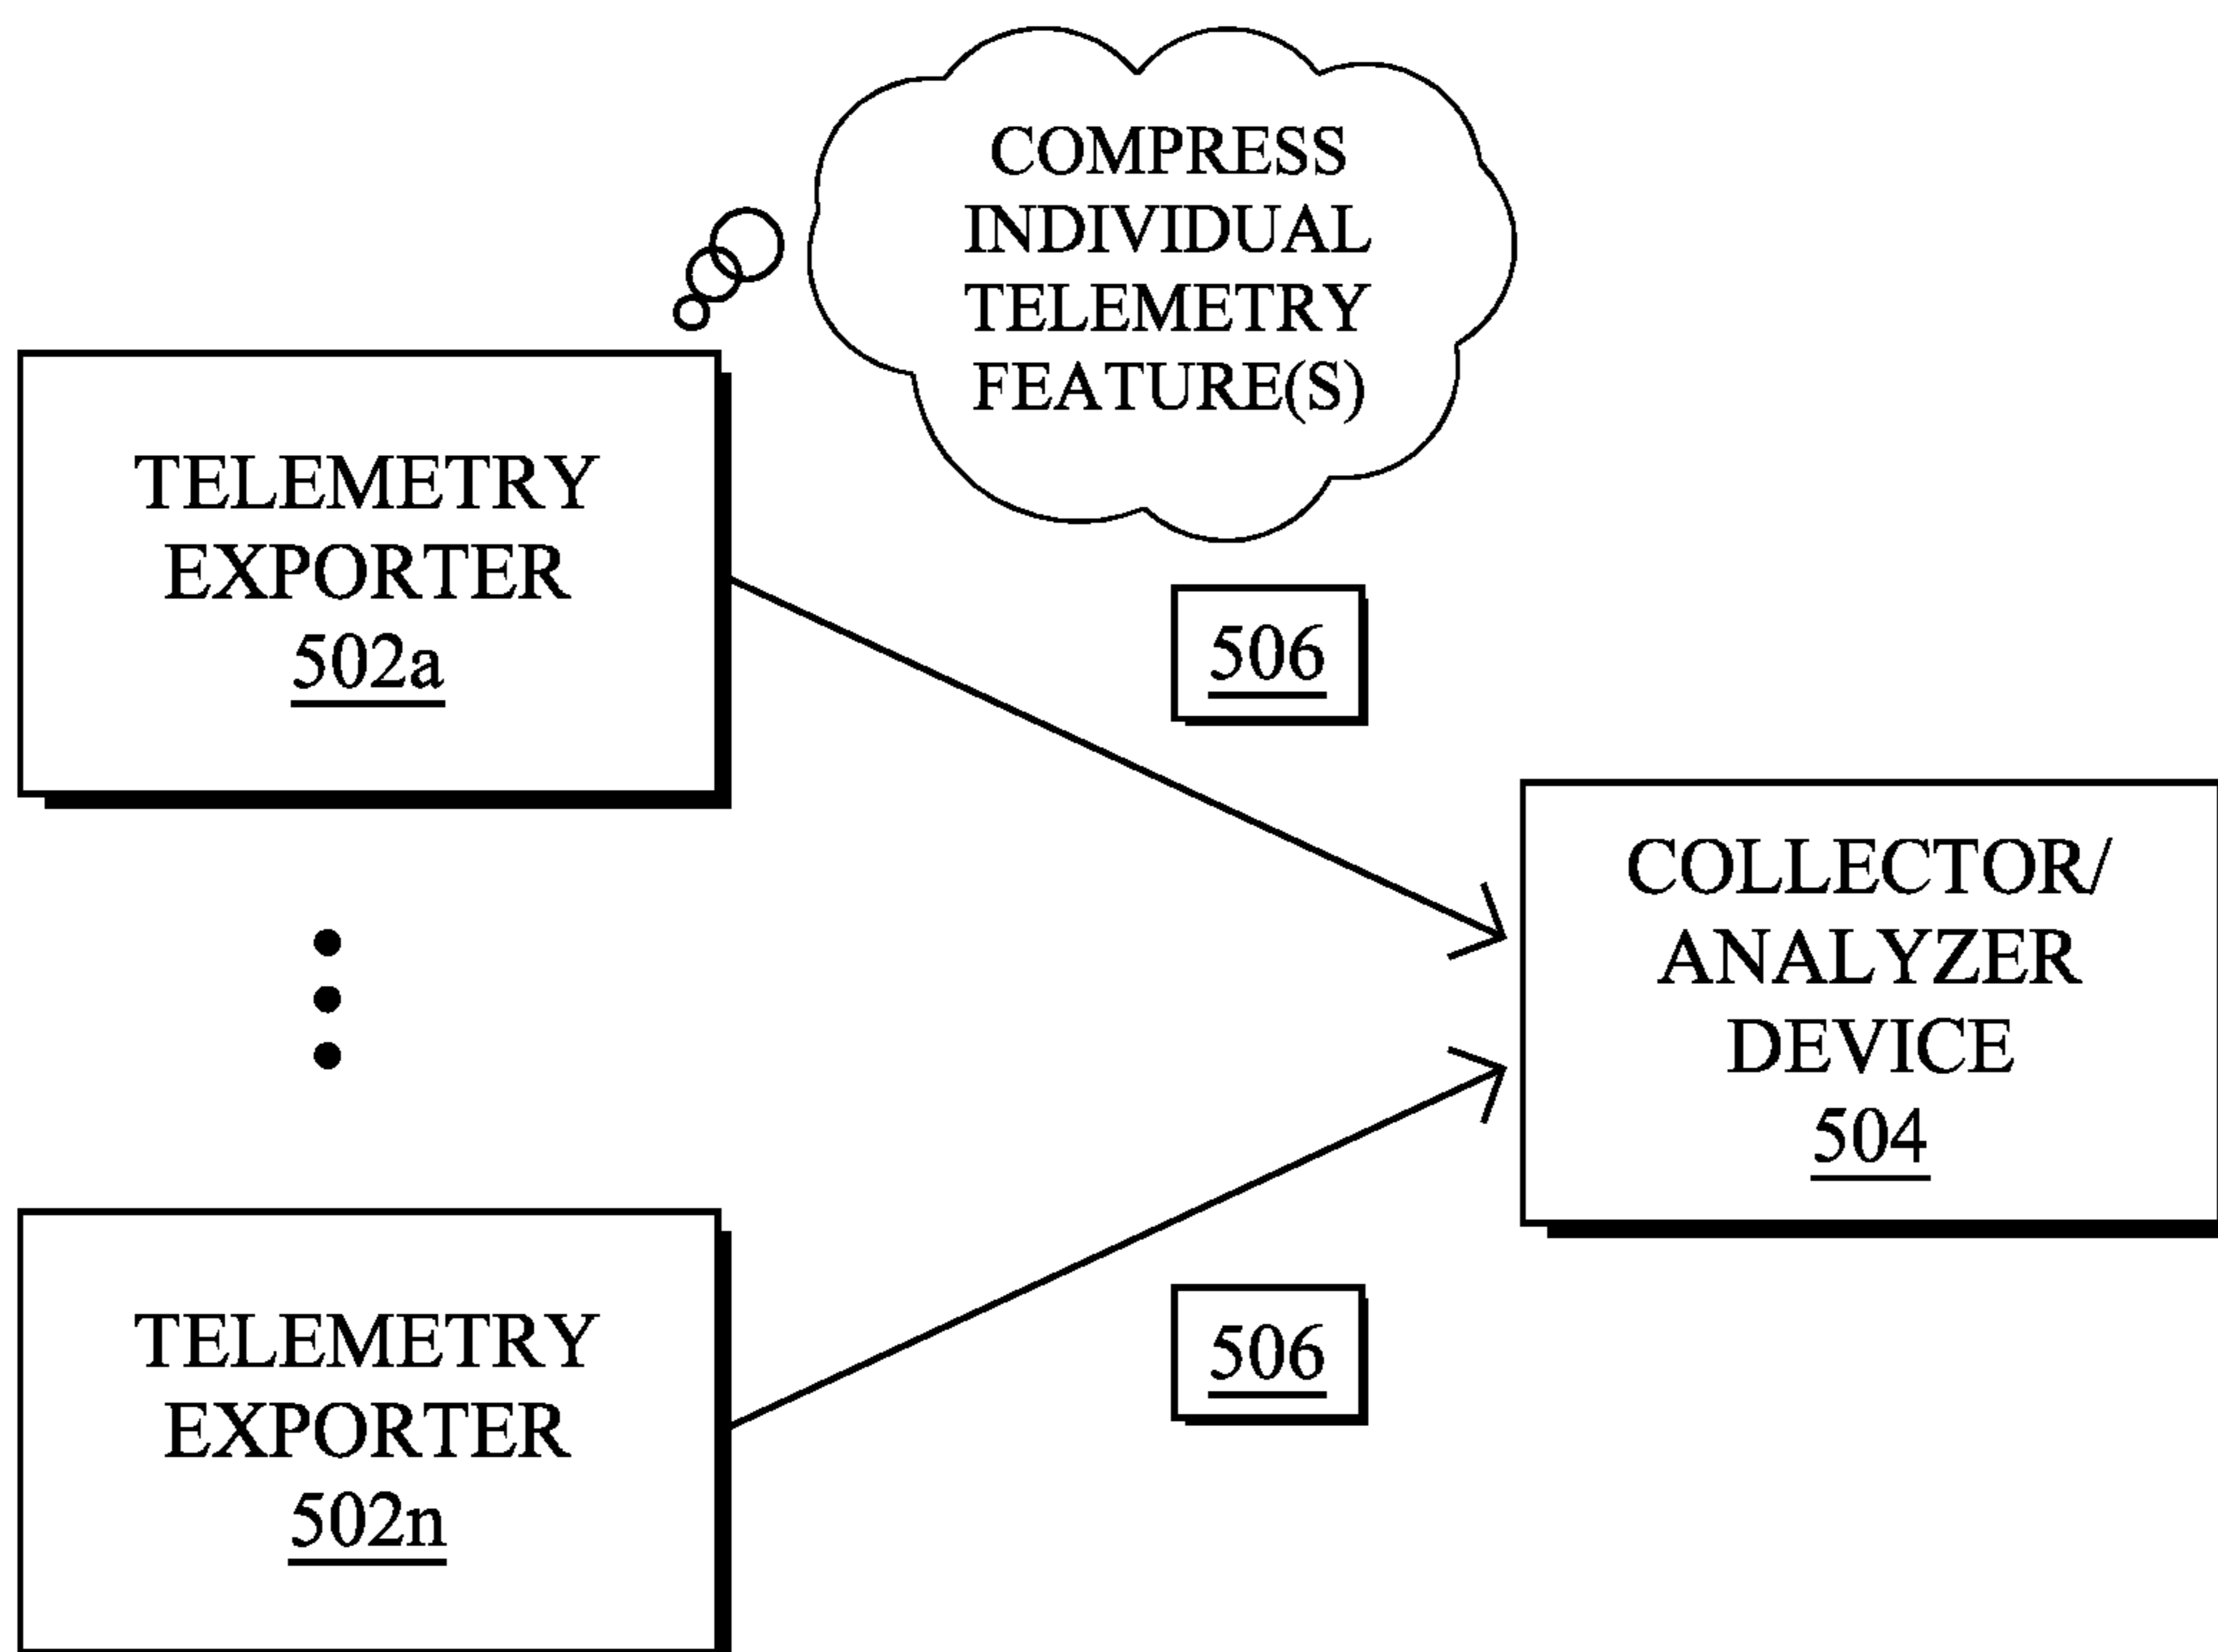 COMPRESS
INDIVIDUAL
TELEMETRY
FEATURE(S)
TELEMETRY
EXPORTER
502a
506
COLLECTOR/
ANALYZER
DEVICE
504
TELEMETRY
EXPORTER
502n
506